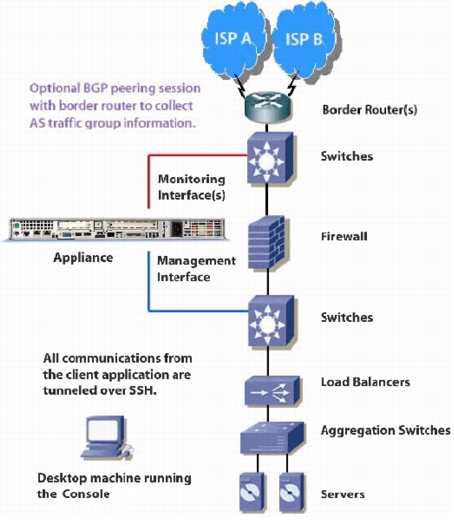 ISP A
ISP B
Optional BGP peering session
with border router to collect
AS traffic group information.
Border Router(s)
Switches
Monitoring
Interface(s)
Firewall
Appliance
Management
Interface
Switches
All communications from
the client application are
tunneled over SSH.
Load Balancers
Aggregation Switches
Desktop machine running
the Console
Servers